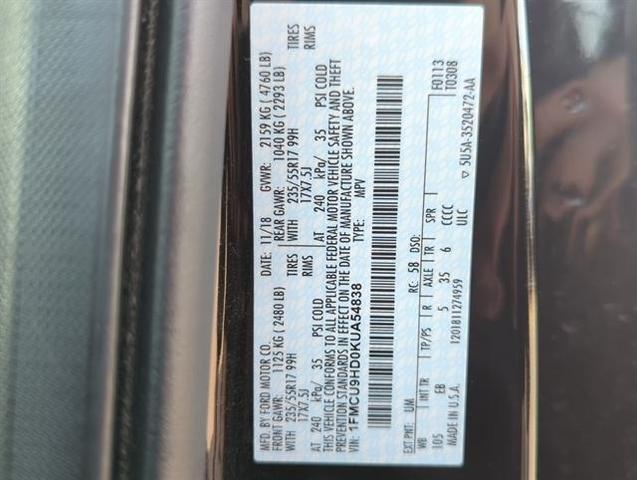 MFD. BY FORD MOTOR CO. DATE: 11/18 GVWR: 2159 KG ( 4760 LB)
FRONT GAWR: 1125 KG ( 2480 LB) REAR GAWR: 1040 KG ( 2293 LB)
WITH 235/55R17 99H TIRES WITH 235/55R17 99H TIRES
17X7.5J RIMS 17X7.5J RIMS
AT 240 kPa/ 35 PSI COLD AT 240 kPa/ 35 PSI COLD
THIS VEHICLE CONFORMS TO ALL APPLICABLE FEDERAL MOTOR VEHICLE SAFETY AND THEFT
PREVENTION STANDARDS IN EFFECT ON THE DATE OF MANUFACTURE SHOWN ABOVE.
VIN: 1FMCU9HD0KUA54838 TYPE: MPV
EXT PNT: UM RC: 5B DSO: F0113
WB INT TR TP/PS R AXLE TR SPR T0308
105 EB 5 35 6 CCCC
MADE IN U.S.A. 1201811274959 ULC ▽ 5U5A-3520472-AA